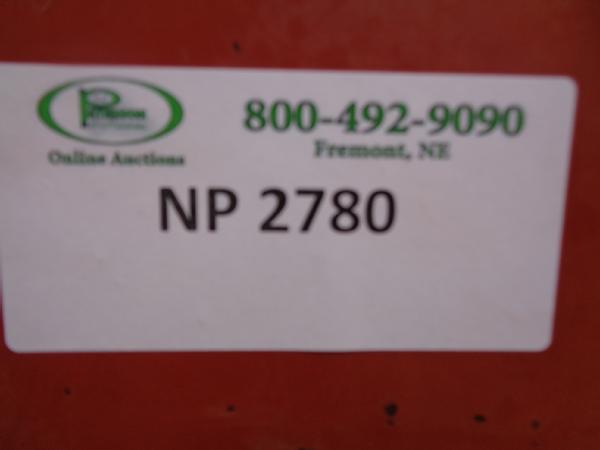 800-492-9090
Fremont, NE
Online Auctions
NP 2780